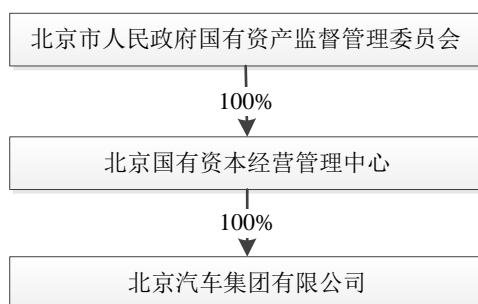 北京市人民政府国有资产监督管理委员会
100%
北京国有资本经营管理中心
100%
北京汽车集团有限公司